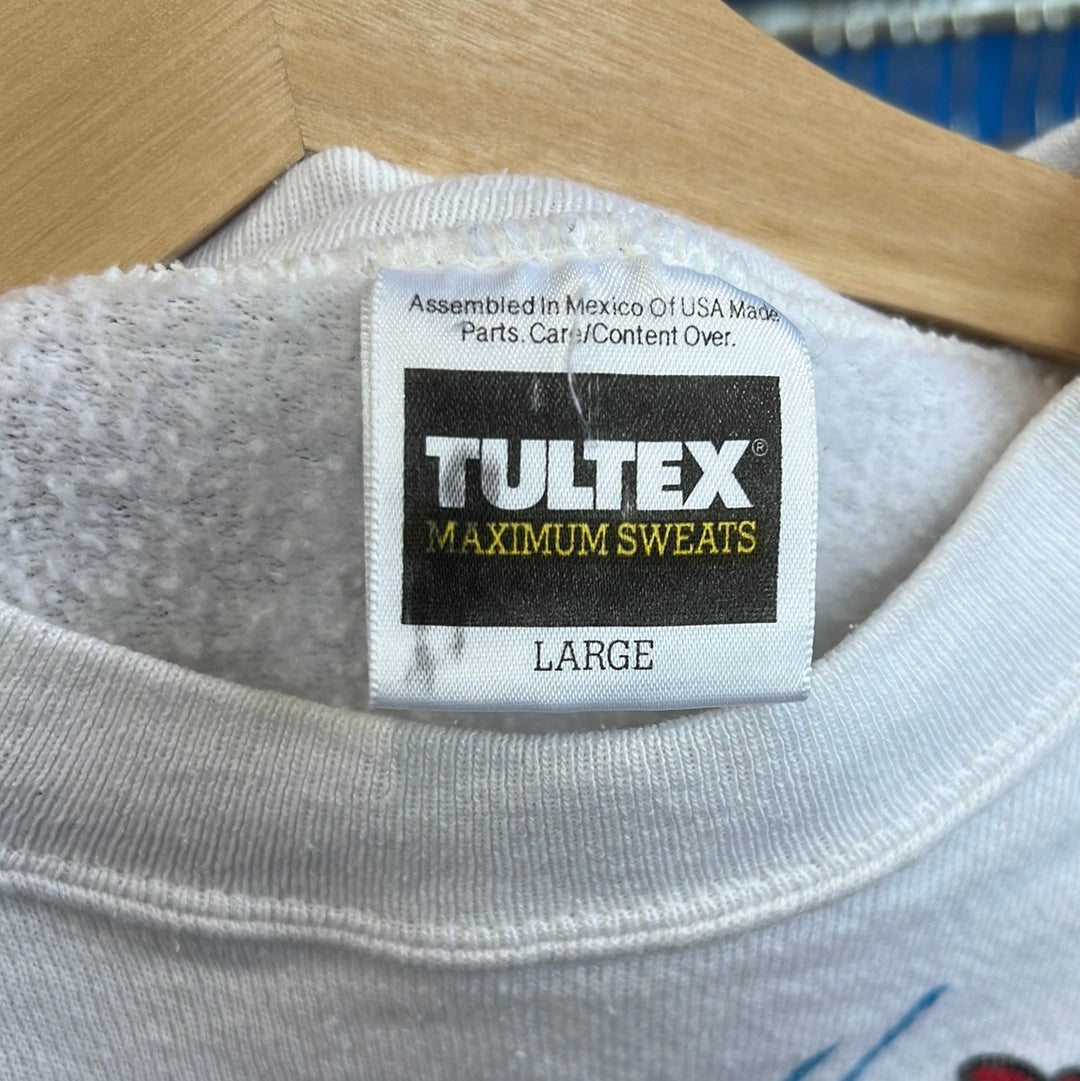 Assembled In Mexico Of USA Made
Parts. Care/Content Over.
TULTEX®
MAXIMUM SWEATS
LARGE